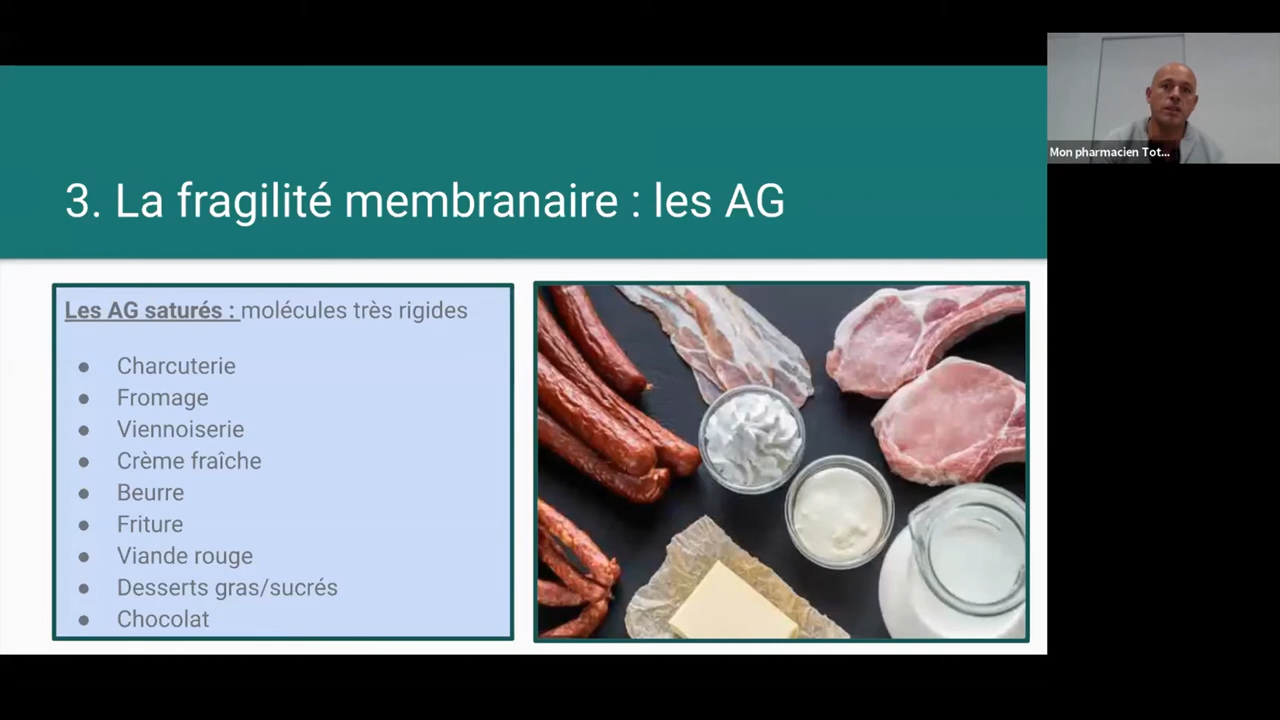 3. La fragilité membranaire : les AG
Les AG saturés : molécules très rigides
● Charcuterie
● Fromage
● Viennoiserie
● Crème fraîche
● Beurre
● Friture
● Viande rouge
● Desserts gras/sucrés
● Chocolat
Mon pharmacien Tot...